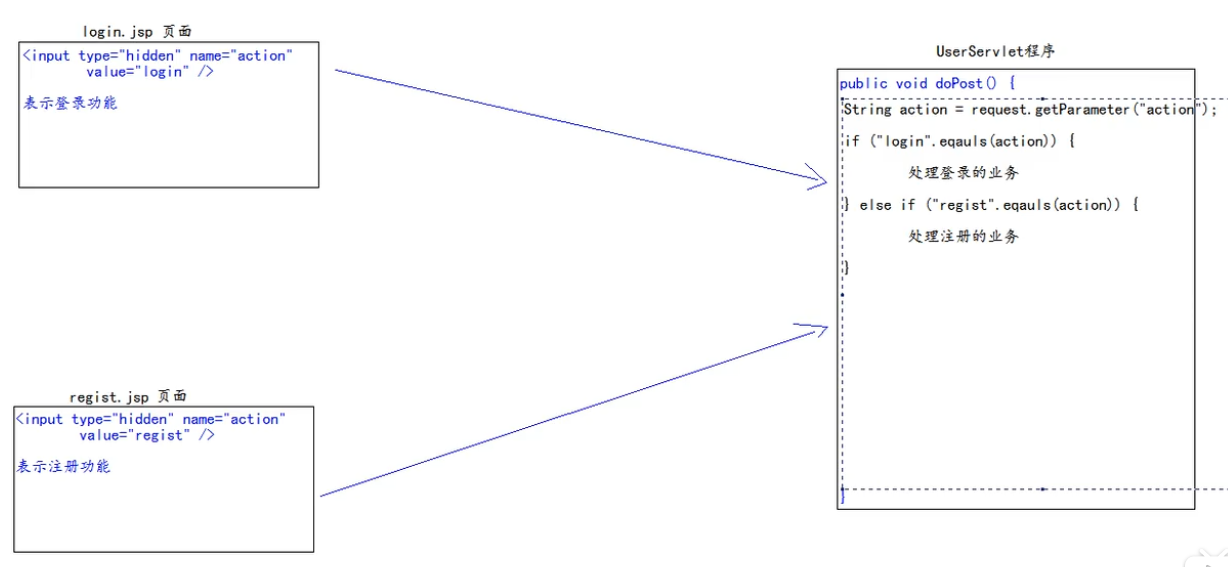 login.jsp 页面
<input type="hidden" name="action"
value="login" />
表示登录功能
UserServlet程序
public void doPost() {
String action = request.getParameter("action");
if ("login".eqauls(action)) {
处理登录的业务
} else if ("regist".eqauls(action)) {
处理注册的业务
}
}
regist.jsp 页面
<input type="hidden" name="action"
value="regist" />
表示注册功能